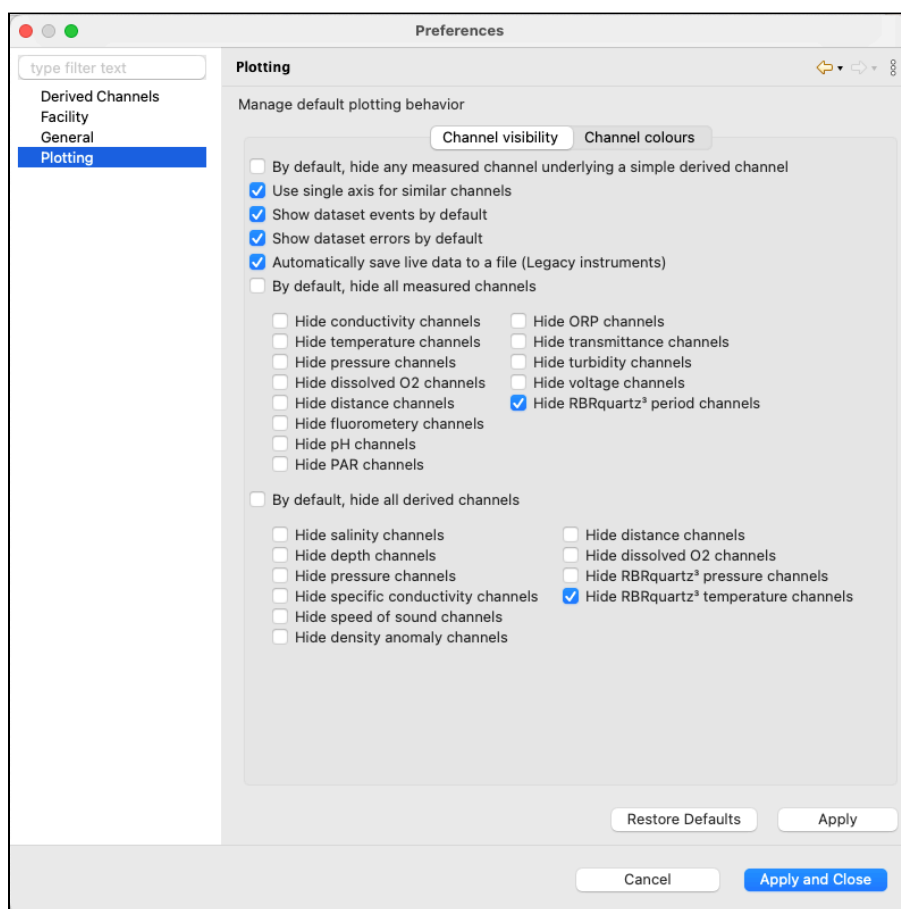 Preferences
type filter text
Plotting
Derived Channels
Facility
General
Plotting
Manage default plotting behavior
Channel visibility Channel colours
By default, hide any measured channel underlying a simple derived channel
Use single axis for similar channels
Show dataset events by default
Show dataset errors by default
Automatically save live data to a file (Legacy instruments)
By default, hide all measured channels
Hide conductivity channels Hide ORP channels
Hide temperature channels Hide transmittance channels
Hide pressure channels Hide turbidity channels
Hide dissolved O2 channels Hide voltage channels
Hide distance channels Hide RBRquartz³ period channels
Hide fluorometery channels
Hide pH channels
Hide PAR channels
By default, hide all derived channels
Hide salinity channels Hide distance channels
Hide depth channels Hide dissolved O2 channels
Hide pressure channels Hide RBRquartz³ pressure channels
Hide specific conductivity channels Hide RBRquartz³ temperature channels
Hide speed of sound channels
Hide density anomaly channels
Restore Defaults Apply
Cancel Apply and Close